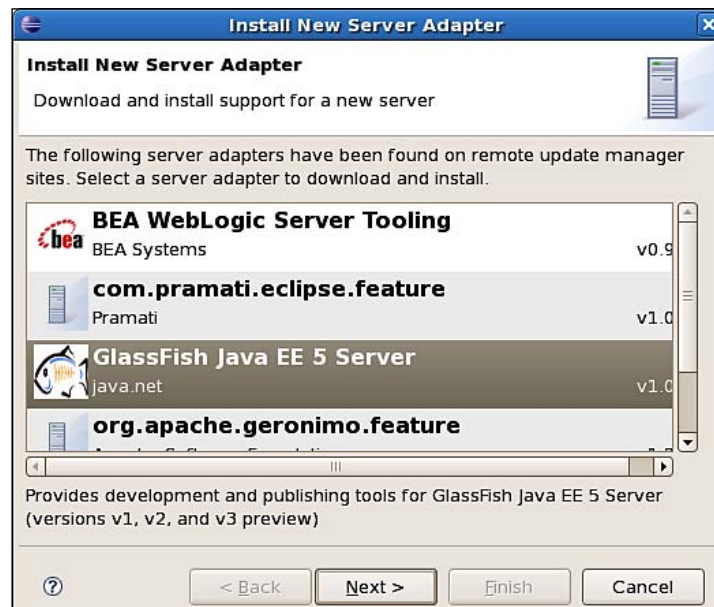 Install New Server Adapter
Install New Server Adapter
Download and install support for a new server
The following server adapters have been found on remote update manager
sites. Select a server adapter to download and install.
bea
BEA WebLogic Server Tooling
BEA Systems v0.9
com.pramati.eclipse.feature
Pramati v1.0
GlassFish Java EE 5 Server
java.net v1.0
org.apache.geronimo.feature
Provides development and publishing tools for GlassFish Java EE 5 Server
(versions v1, v2, and v3 preview)
< Back Next > Finish Cancel